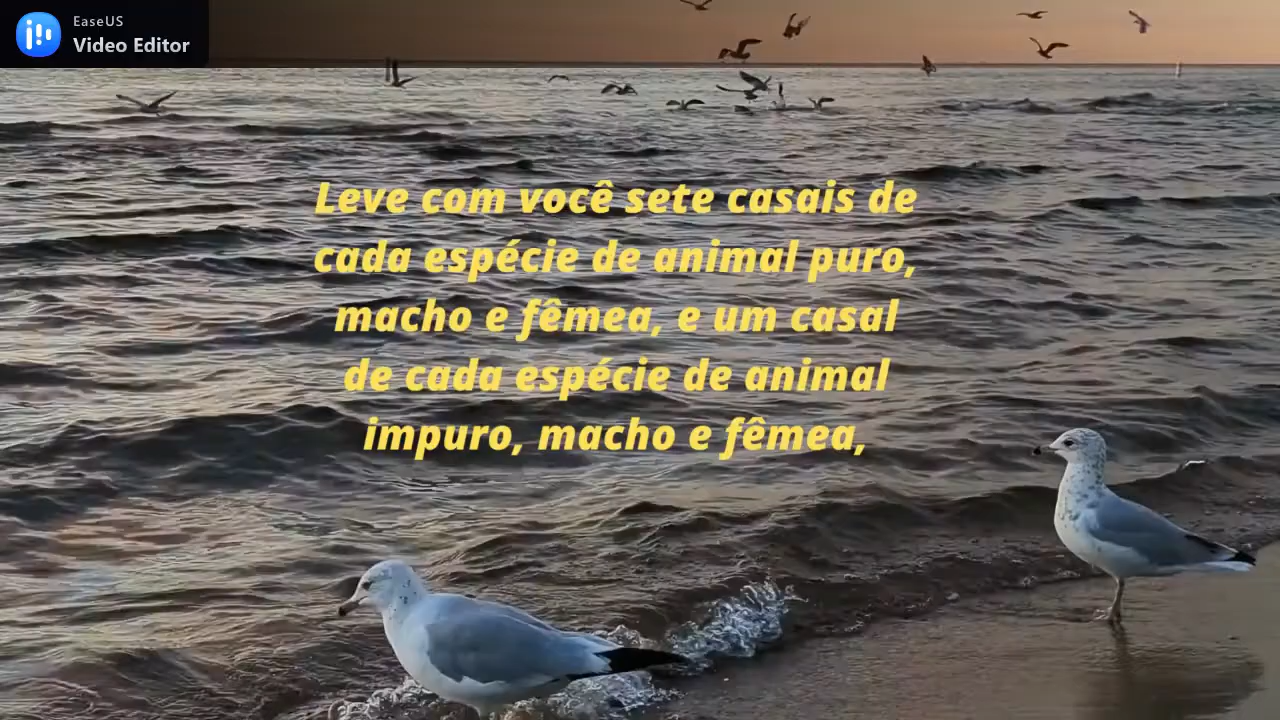 EaseUS
Video Editor
Leve com você sete casais de
cada espécie de animal puro,
macho e fêmea, e um casal
de cada espécie de animal
impuro, macho e fêmea,